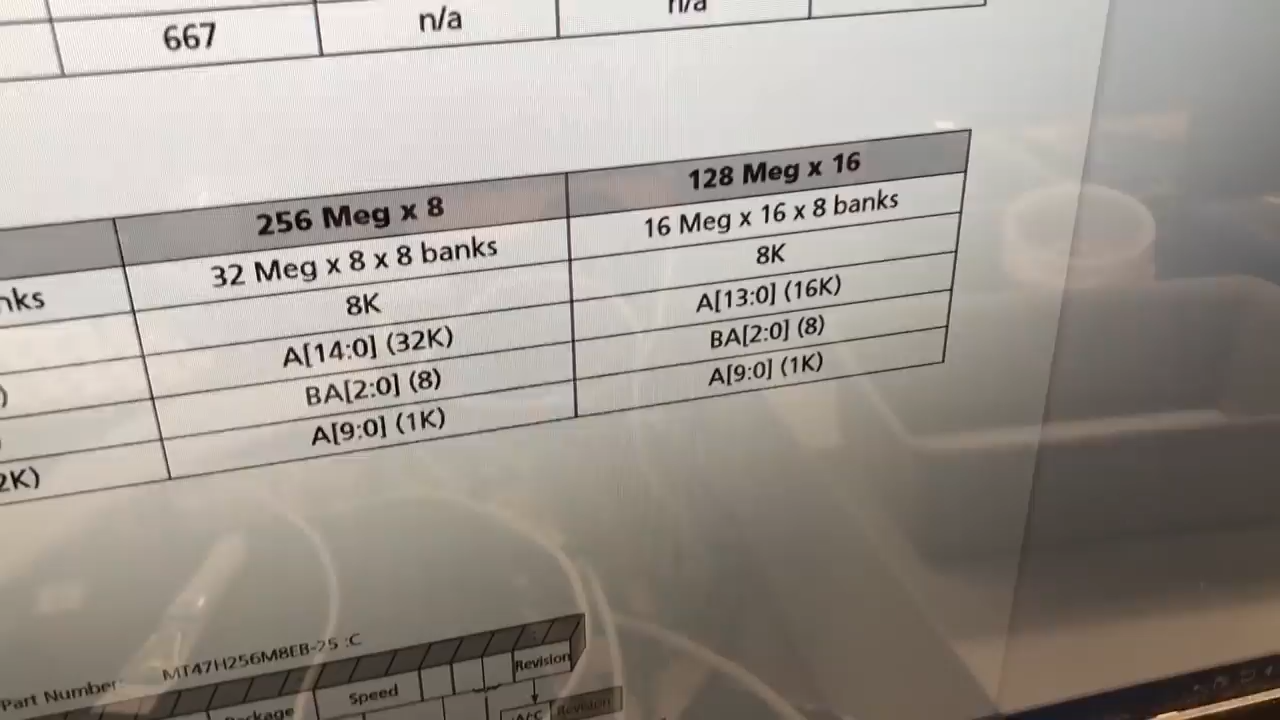 667 n/a n/a
256 Meg x 8 128 Meg x 16
nks 32 Meg x 8 x 8 banks 16 Meg x 16 x 8 banks
8K 8K
) A[14:0] (32K) A[13:0] (16K)
BA[2:0] (8) BA[2:0] (8)
2K) A[9:0] (1K) A[9:0] (1K)
Part Number: MT47H256M8EB-25 :C
Package Speed Revision
Revision